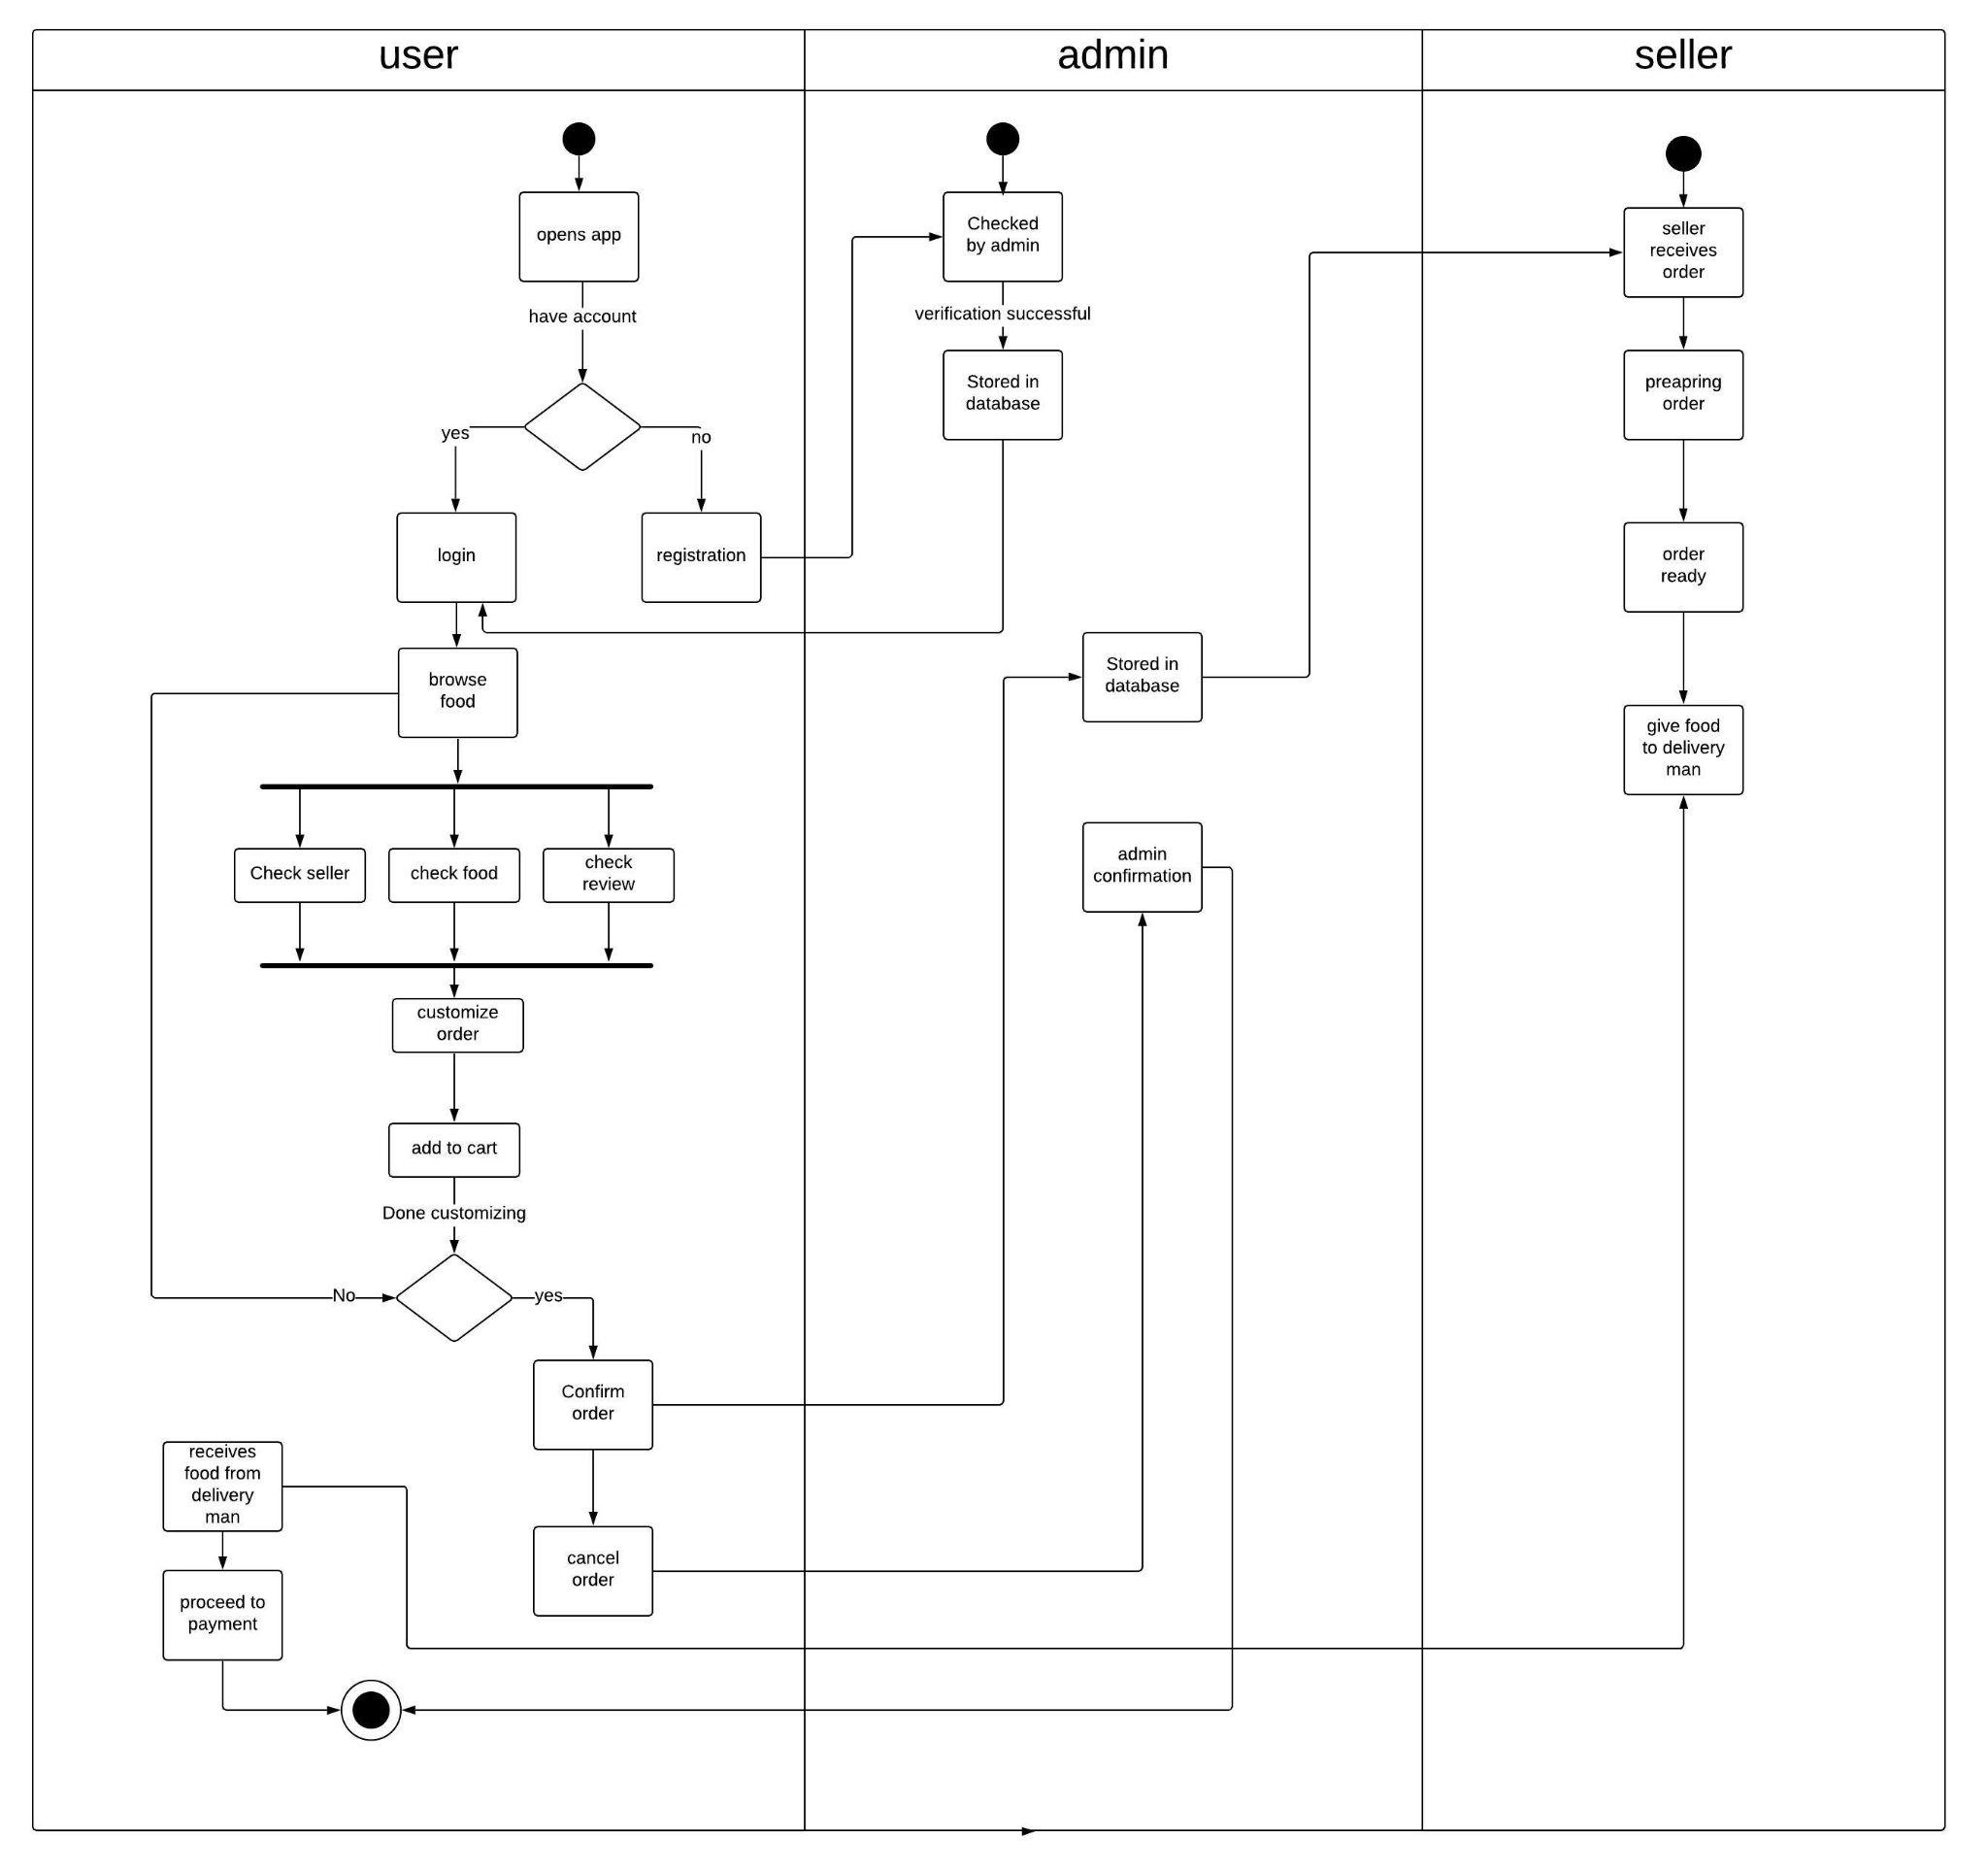 user
admin
seller
opens app
have account
yes
no
login
registration
browse
food
Check seller
check food
check
review
customize
order
add to cart
Done customizing
No
yes
Confirm
order
cancel
order
receives
food from
delivery
man
proceed to
payment
Checked
by admin
verification successful
Stored in
database
Stored in
database
admin
confirmation
seller
receives
order
preapring
order
order
ready
give food
to delivery
man